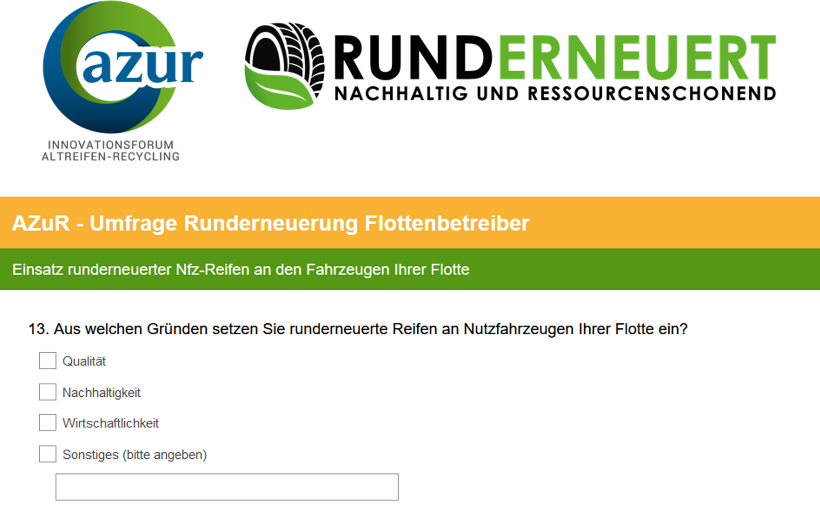 azur
INNOVATIONSFORUM
ALTREIFEN-RECYCLING
RUNDERNEUERT
NACHHALTIG UND RESSOURCENSCHONEND
AZuR - Umfrage Runderneuerung Flottenbetreiber
Einsatz runderneuerter Nfz-Reifen an den Fahrzeugen Ihrer Flotte
13. Aus welchen Gründen setzen Sie runderneuerte Reifen an Nutzfahrzeugen Ihrer Flotte ein?
Qualität
Nachhaltigkeit
Wirtschaftlichkeit
Sonstiges (bitte angeben)